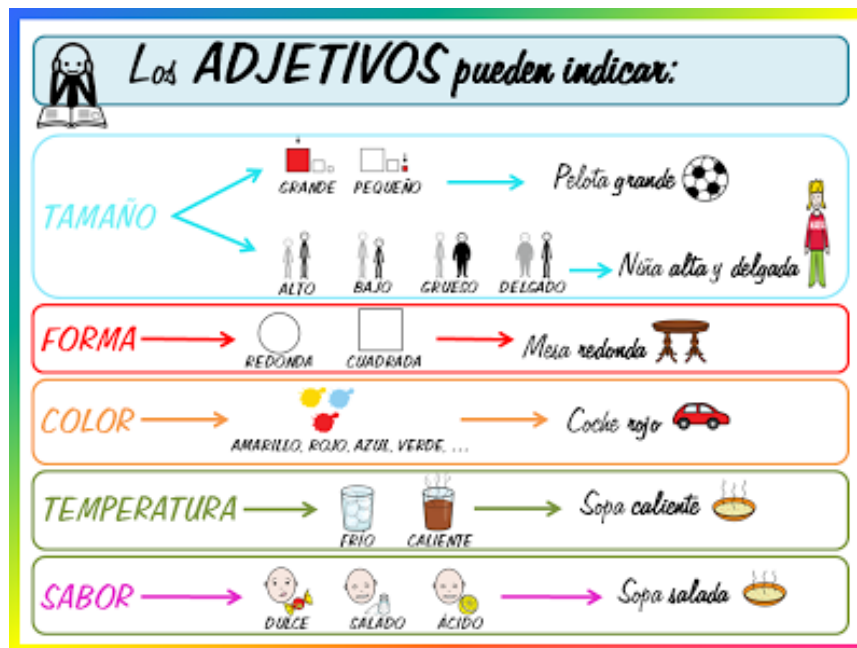 Los ADJETIVOS pueden indicar:
TAMAÑO
GRANDE PEQUEÑO
Pelota grande
ALTO BAJO GRUESO DELGADO
Niña alta y delgada
FORMA
REDONDA CUADRADA
Mesa redonda
COLOR
AMARILLO, ROJO, AZUL, VERDE, ...
Coche rojo
TEMPERATURA
FRÍO CALIENTE
Sopa caliente
SABOR
DULCE SALADO ÁCIDO
Sopa salada